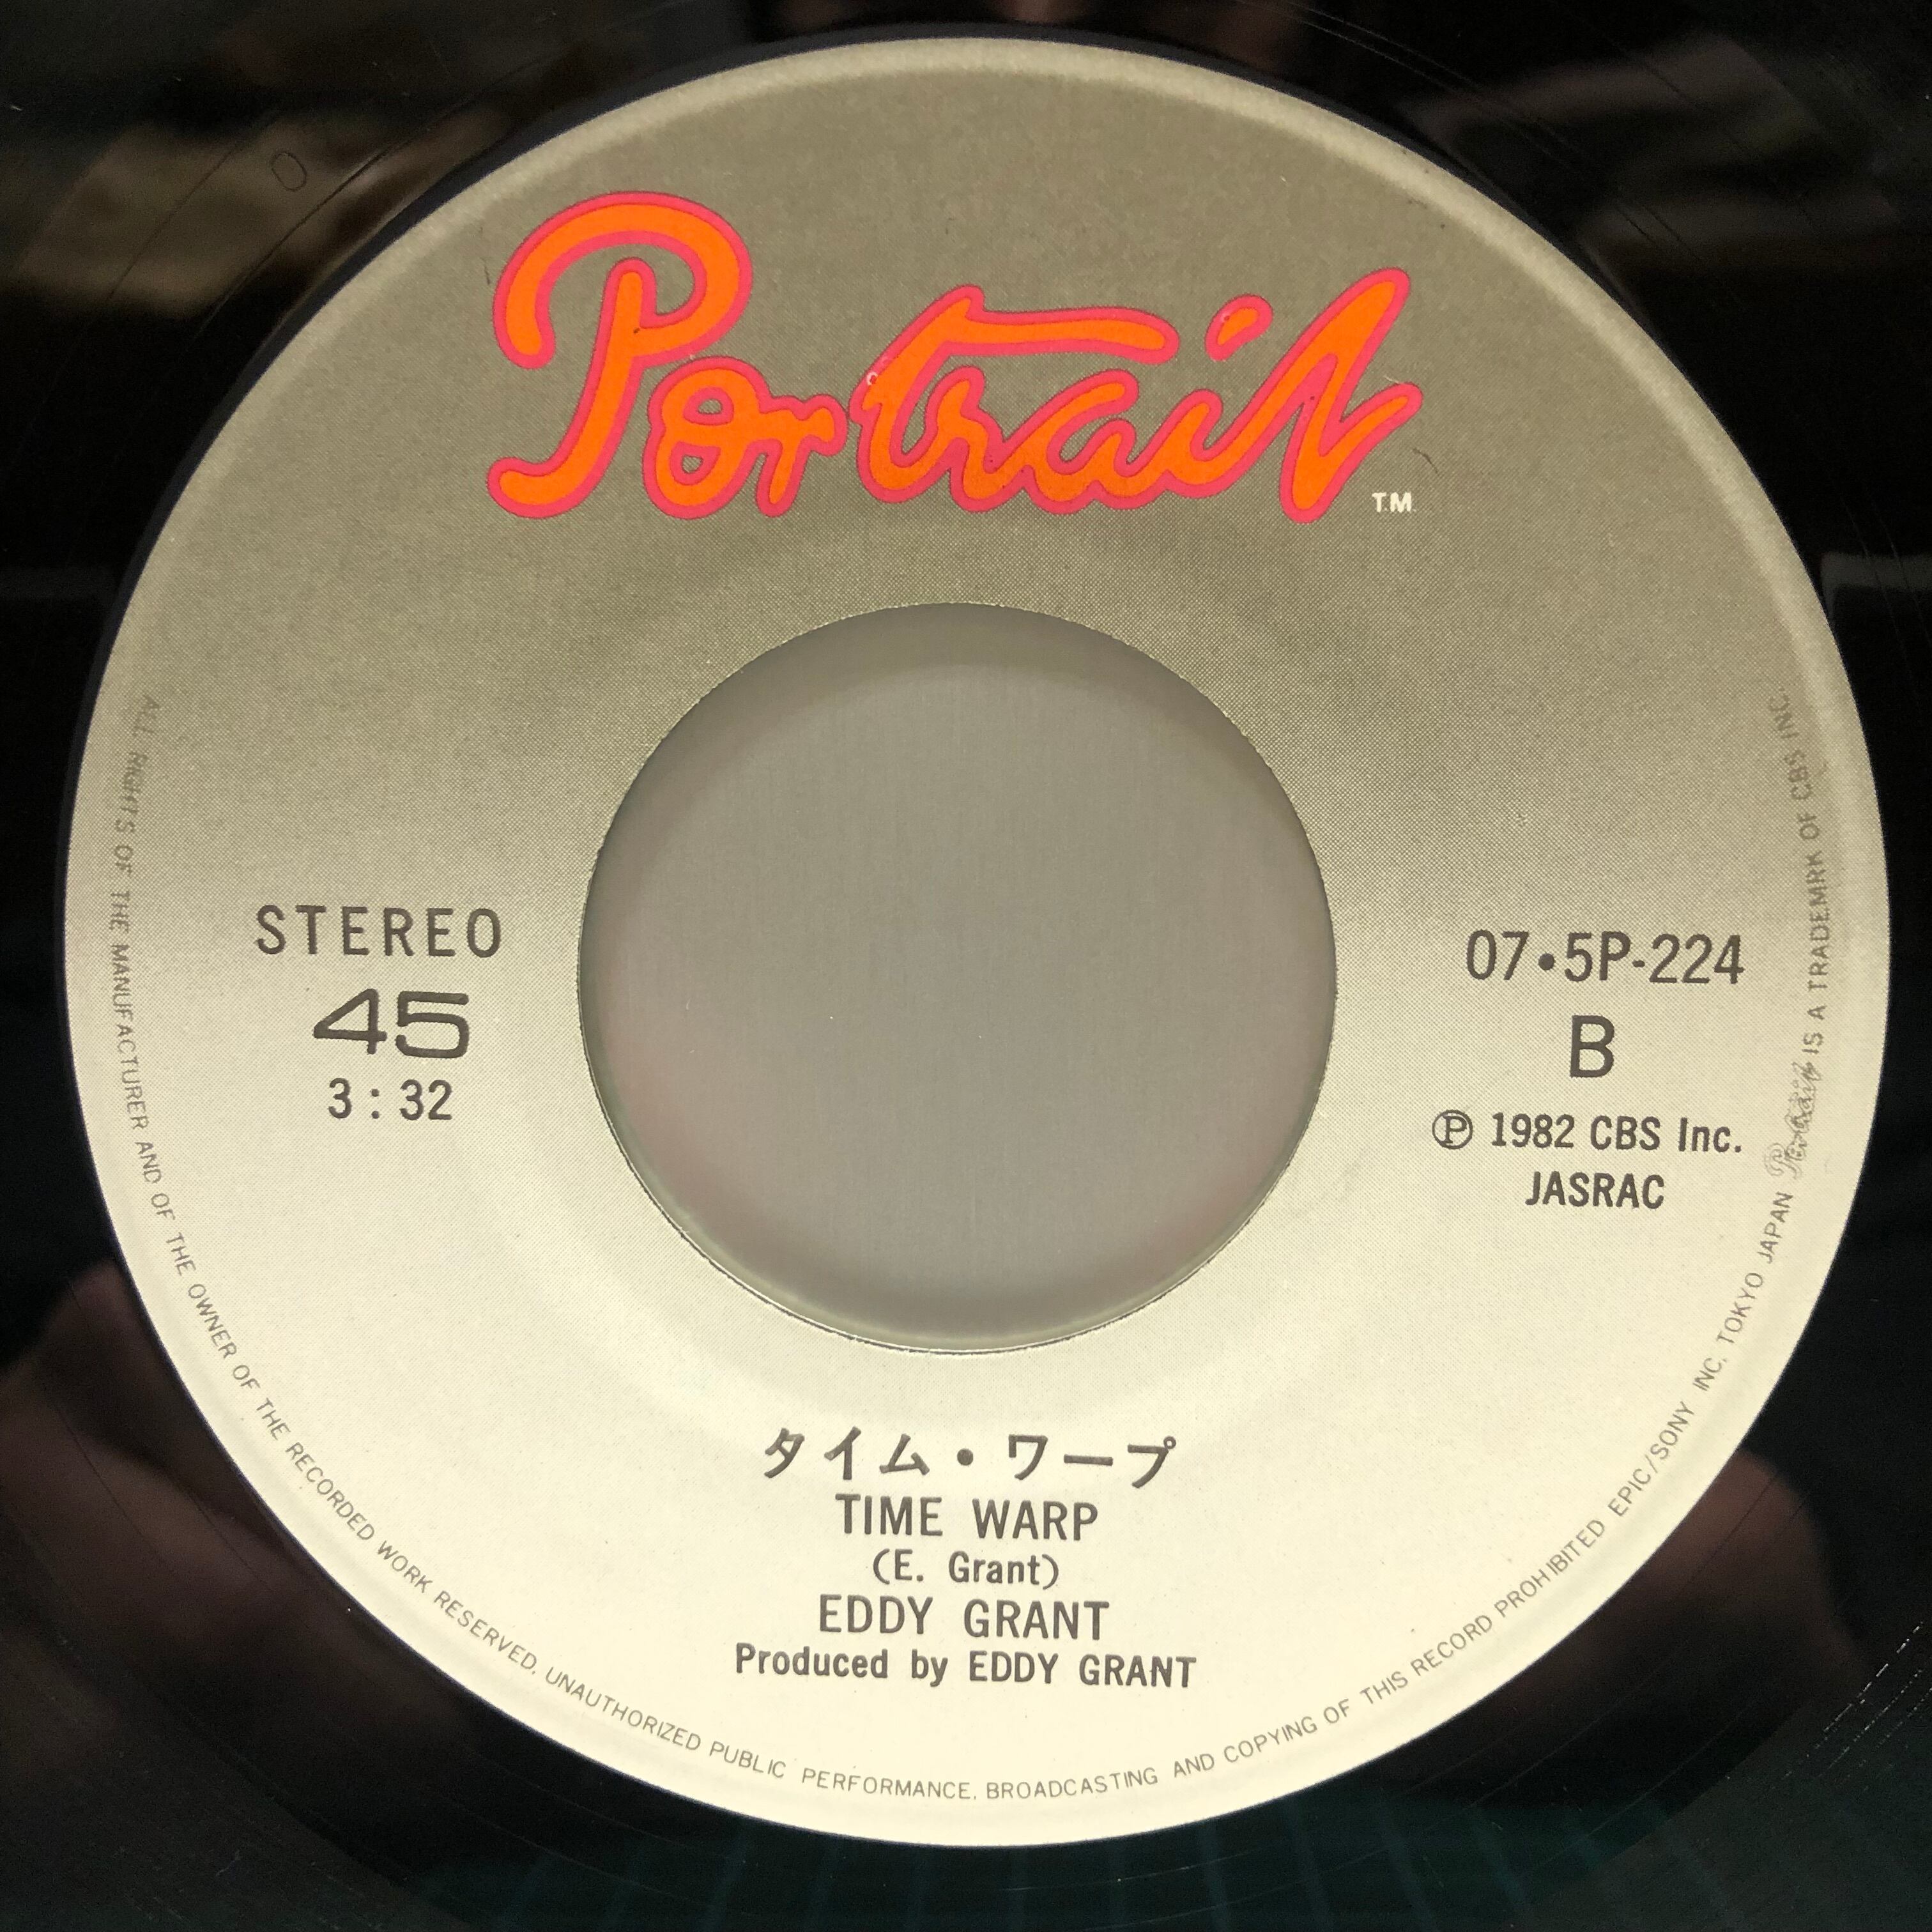 Portrait
T.M.
STEREO
45
3:32
07•5P-224
B
Ⓟ 1982 CBS Inc.
JASRAC
タイム・ワープ
TIME WARP
(E. Grant)
EDDY GRANT
Produced by EDDY GRANT
ALL RIGHTS OF THE MANUFACTURER AND OF THE OWNER OF THE RECORDED WORK RESERVED. UNAUTHORIZED PUBLIC PERFORMANCE, BROADCASTING AND COPYING OF THIS RECORD PROHIBITED EPIC/SONY INC. TOKYO JAPAN Portrait IS A TRADEMRK OF CBS INC.